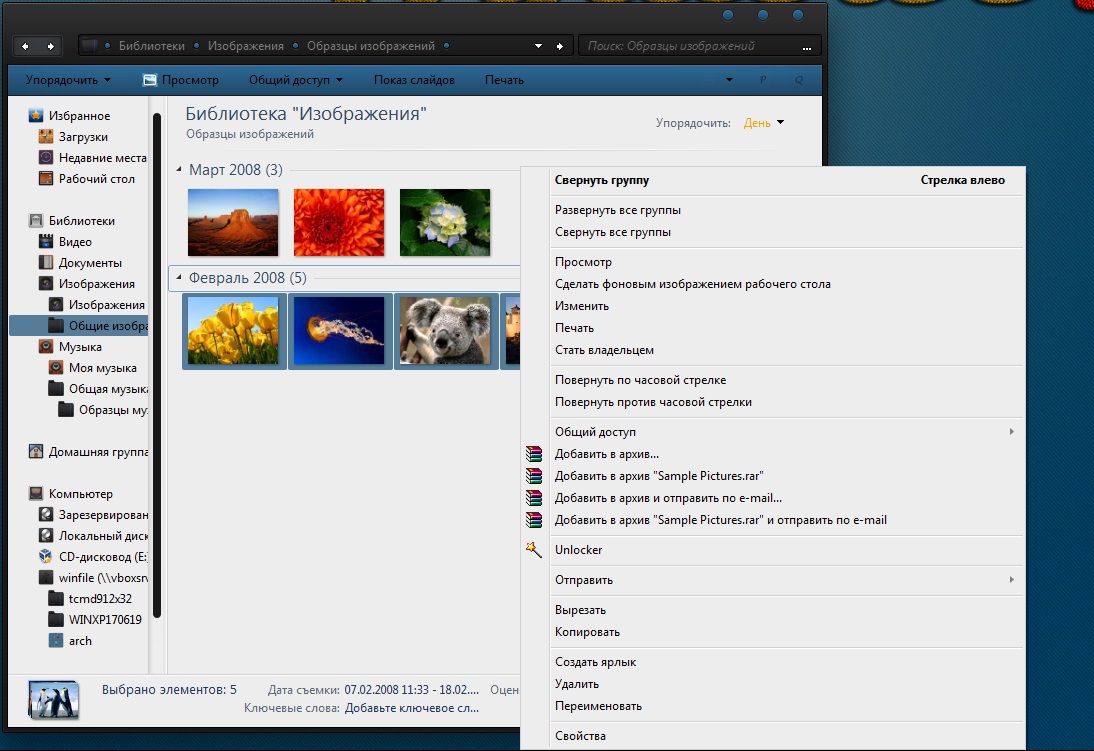 Библиотеки Изображения Образцы изображений
Поиск: Образцы изображений ...
Упорядочить Просмотр Общий доступ Показ слайдов Печать
Избранное
Загрузки
Недавние места
Рабочий стол
Библиотеки
Видео
Документы
Изображения
Изображения
Общие изобра
Музыка
Моя музыка
Общая музыка
Образцы му
Домашняя группа
Компьютер
Зарезервирован
Локальный диск
CD-дисковод (E:
winfile (\\vboxsrv
tcmd912x32
WINXP170619
arch
Библиотека "Изображения"
Образцы изображений
Упорядочить: День
Март 2008 (3)
Февраль 2008 (5)
Свернуть группу Стрелка влево
Развернуть все группы
Свернуть все группы
Просмотр
Сделать фоновым изображением рабочего стола
Изменить
Печать
Стать владельцем
Повернуть по часовой стрелке
Повернуть против часовой стрелки
Общий доступ
Добавить в архив...
Добавить в архив "Sample Pictures.rar"
Добавить в архив и отправить по e-mail...
Добавить в архив "Sample Pictures.rar" и отправить по e-mail
Unlocker
Отправить
Вырезать
Копировать
Создать ярлык
Удалить
Переименовать
Свойства
Выбрано элементов: 5 Дата съемки: 07.02.2008 11:33 - 18.02.... Оцен
Ключевые слова: Добавьте ключевое сл...